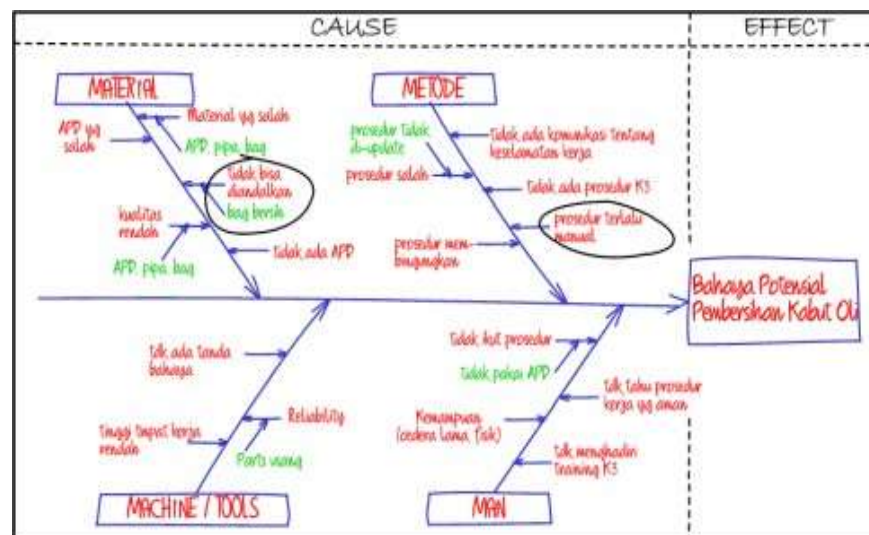 CAUSE
EFFECT
MATERIAL
Material yg salah
APD yg
salah
APD, pipa, bag
tidak bisa
diandalkan
bag bersih
kualitas
rendah
APD, pipa, bag
tidak ada APD
METODE
prosedur tidak
di-update
tidak ada komunikasi tentang
keselamatan kerja
prosedur salah
tidak ada prosedur K3
prosedur terlalu
manual
prosedur mem-
bingungkan
Bahaya Potensial
Pembersihan Kabut Oli
tdk ada tanda
bahaya
Reliability
tinggi tmpat kerja
rendah
Parts usang
MACHINE / TOOLS
tidak ikut prosedur
tidak pakai APD
tdk tahu prosedur
kerja yg aman
Kemampuan
(cedera lama, fisik)
tdk menghadiri
training K3
MAN